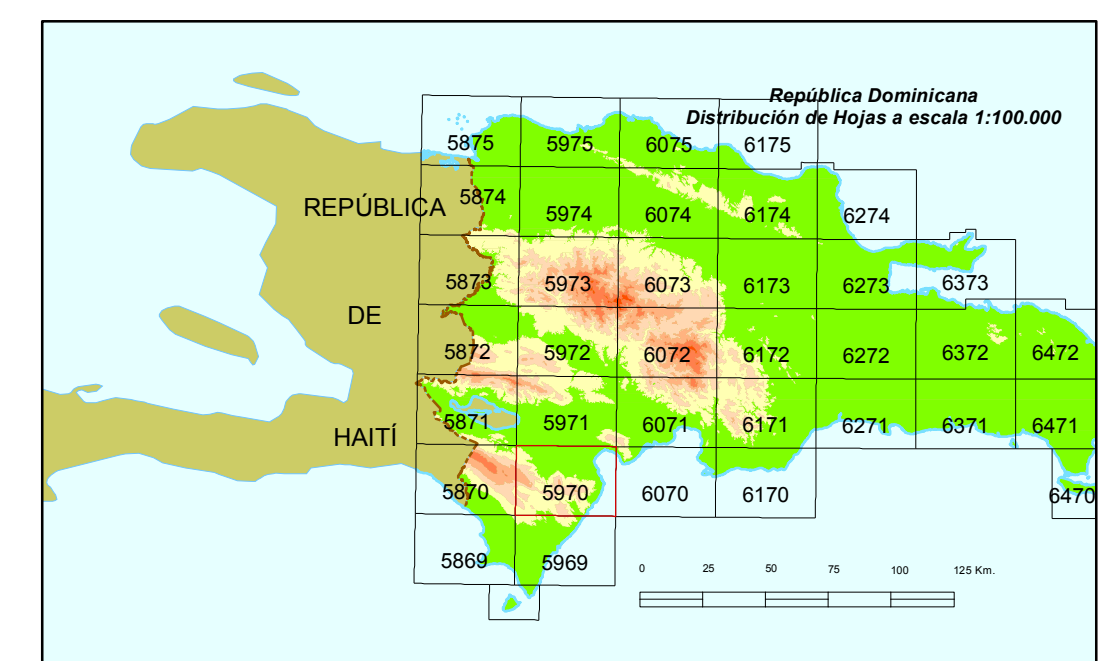 República Dominicana
Distribución de Hojas a escala 1:100.000
5875 5975 6075 6175
REPÚBLICA 5874 5974 6074 6174 6274
5873 5973 6073 6173 6273 6373
DE
5872 5972 6072 6172 6272 6372 6472
HAITÍ 5871 5971 6071 6171 6271 6371 6471
5870 5970 6070 6170 6470
5869 5969
0 25 50 75 100 125 Km.